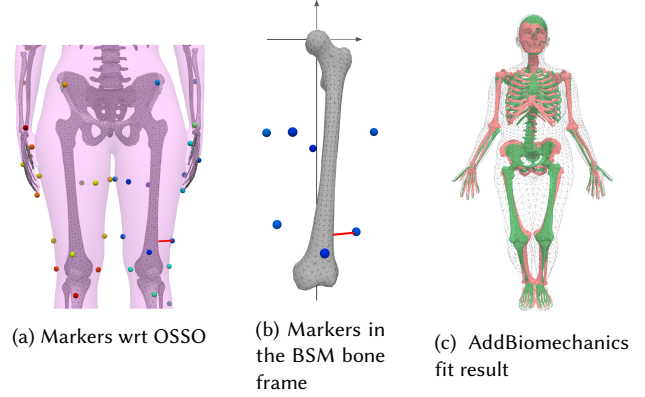 (a) Markers wrt OSSO
(b) Markers in
the BSM bone
frame
(c) AddBiomechanics
fit result